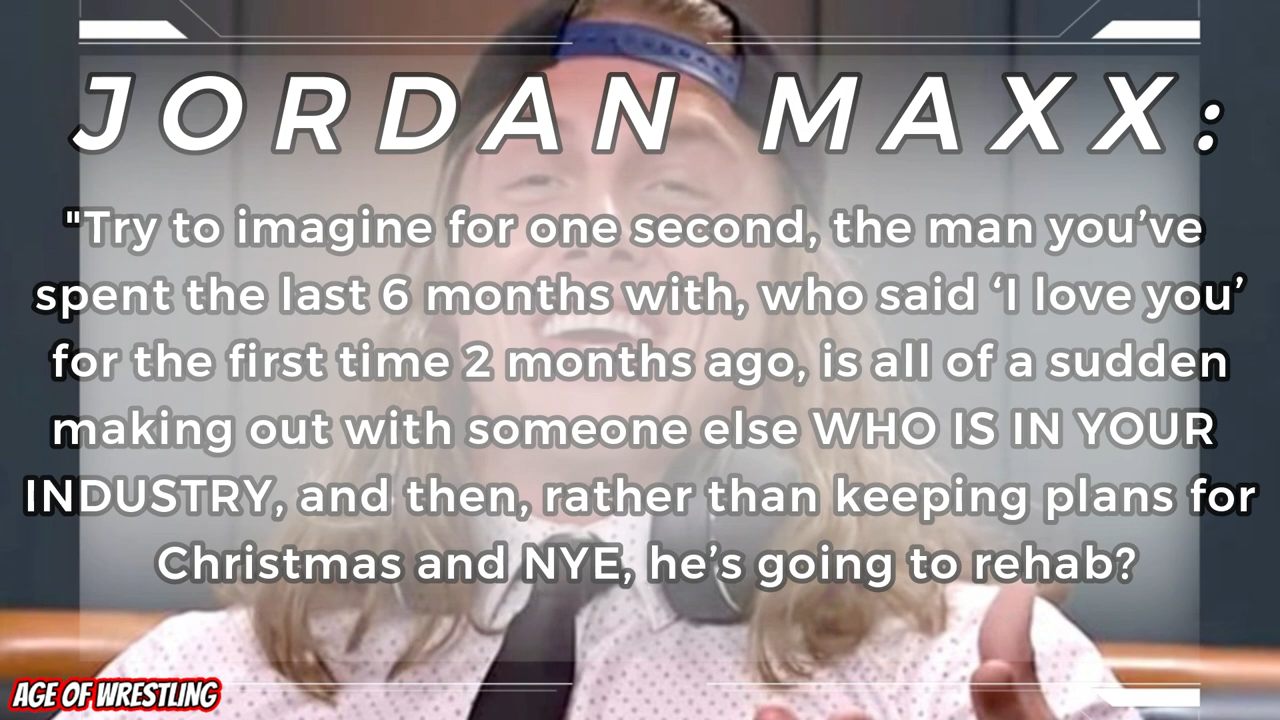 JORDAN MAXX:
"Try to imagine for one second, the man you’ve
spent the last 6 months with, who said ‘I love you’
for the first time 2 months ago, is all of a sudden
making out with someone else WHO IS IN YOUR
INDUSTRY, and then, rather than keeping plans for
Christmas and NYE, he’s going to rehab?
AGE OF WRESTLING